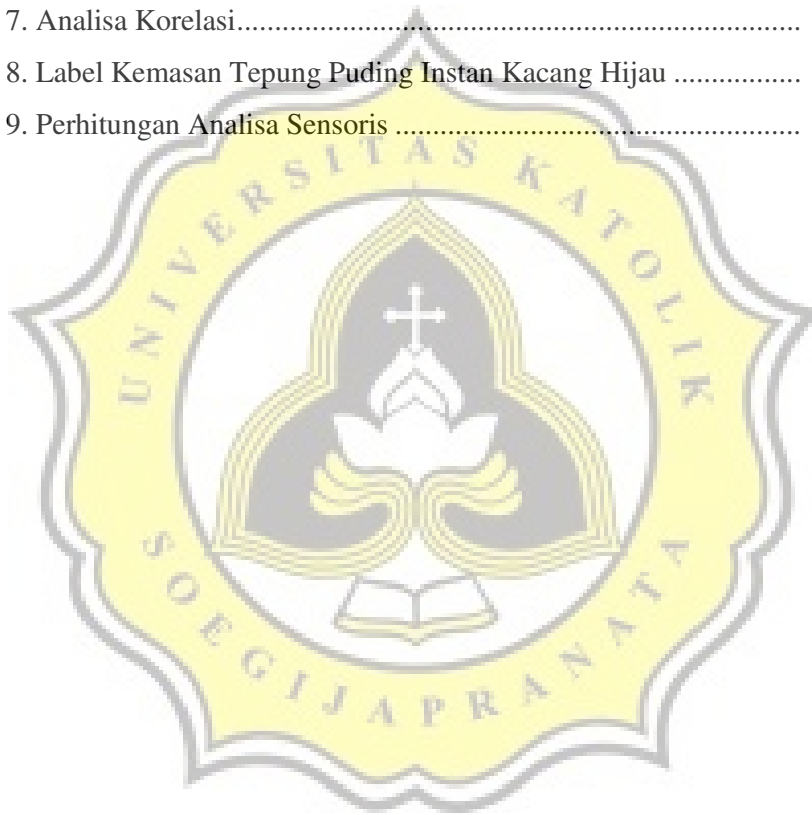 7. Analisa Korelasi......................................................................
8. Label Kemasan Tepung Puding Instan Kacang Hijau ................
9. Perhitungan Analisa Sensoris ...................................................
UNIVERSITAS KATOLIK
SOEGIJAPRANATA